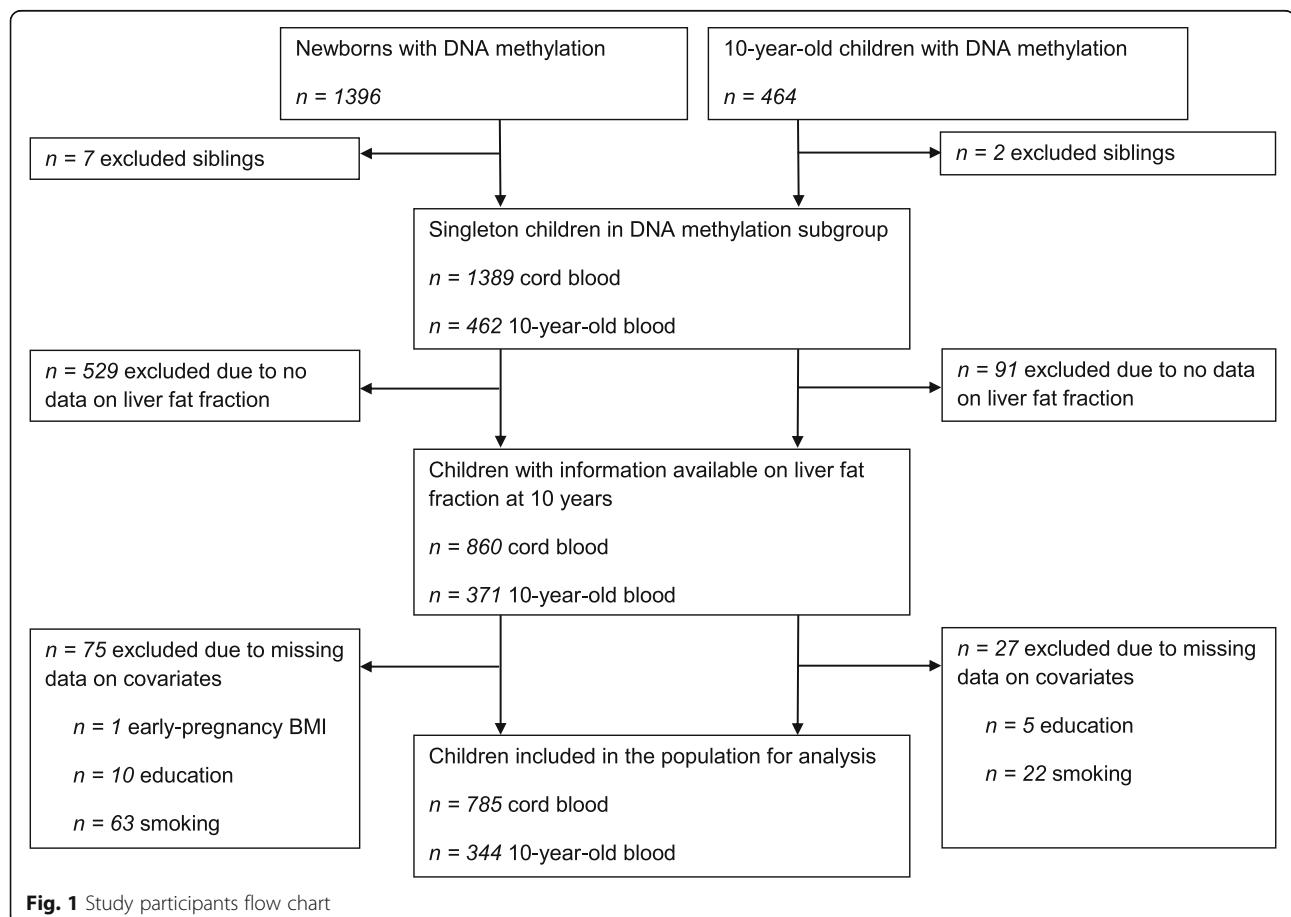 Newborns with DNA methylation
n = 1396
10-year-old children with DNA methylation
n = 464
n = 7 excluded siblings
n = 2 excluded siblings
Singleton children in DNA methylation subgroup
n = 1389 cord blood
n = 462 10-year-old blood
n = 529 excluded due to no
data on liver fat fraction
n = 91 excluded due to no data
on liver fat fraction
Children with information available on liver fat
fraction at 10 years
n = 860 cord blood
n = 371 10-year-old blood
n = 75 excluded due to missing
data on covariates
n = 1 early-pregnancy BMI
n = 10 education
n = 63 smoking
n = 27 excluded due to missing
data on covariates
n = 5 education
n = 22 smoking
Children included in the population for analysis
n = 785 cord blood
n = 344 10-year-old blood
Fig. 1 Study participants flow chart